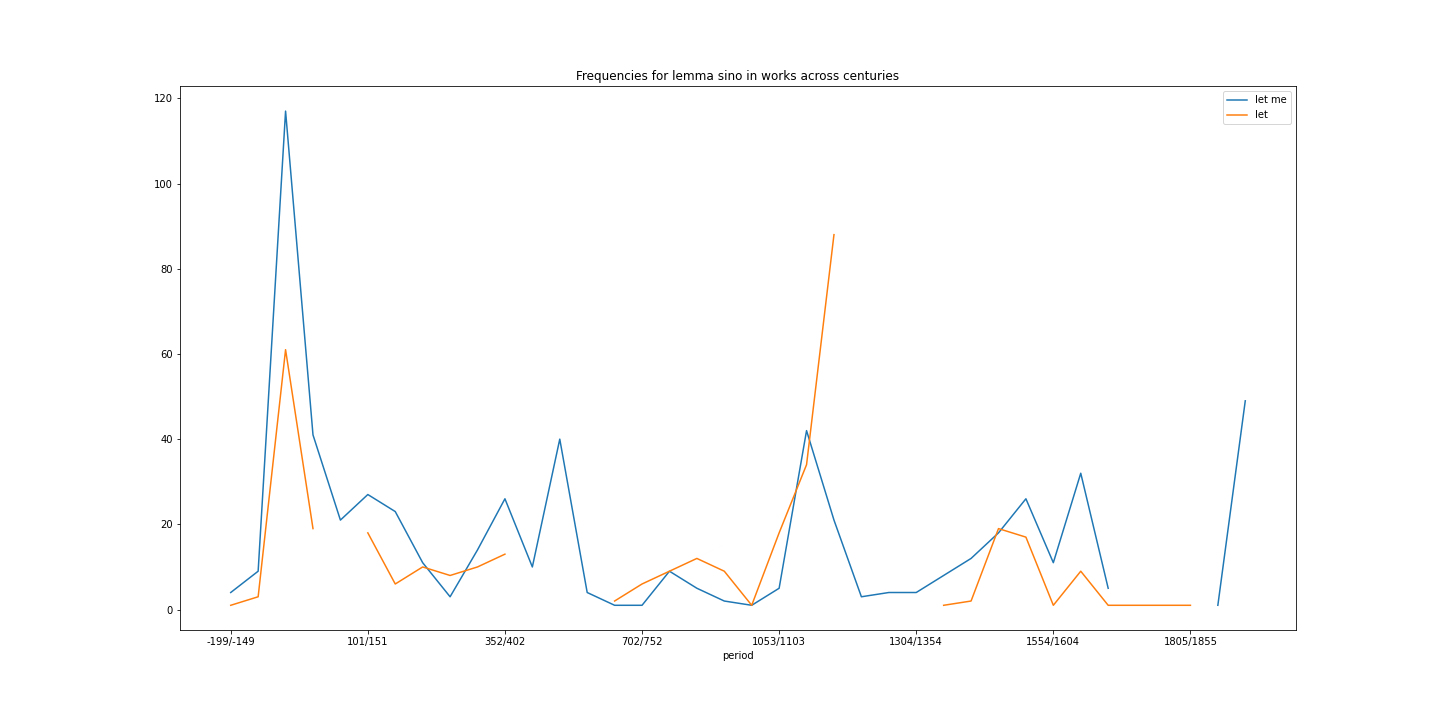 Frequencies for lemma sino in works across centuries
let me
let
120
100
80
60
40
20
0
-199/-149 101/151 352/402 702/752 1053/1103 1304/1354 1554/1604 1805/1855
period